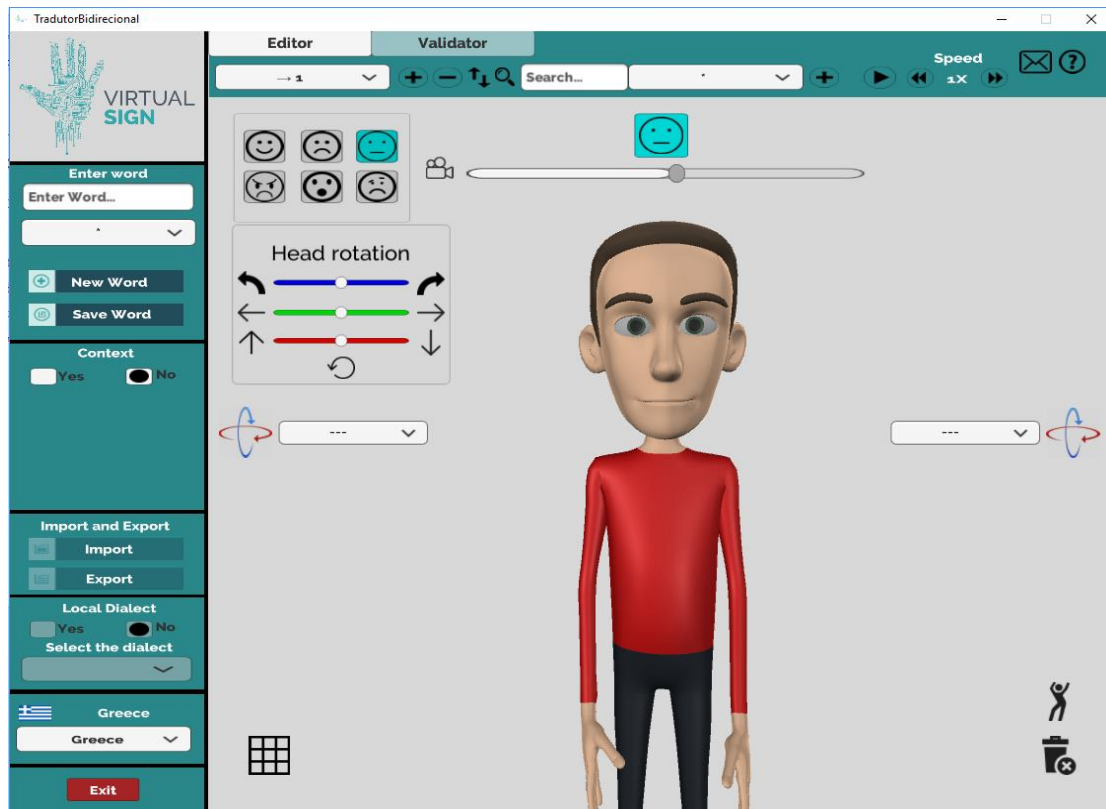 TradutorBidirecional
VIRTUAL
SIGN
Editor
Validator
→ 1
Search...
*
Speed
1X
Enter word
Enter Word...
*
New Word
Save Word
Context
Yes
No
Import and Export
Import
Export
Local Dialect
Yes
No
Select the dialect
Greece
Greece
Exit
Head rotation
---
---